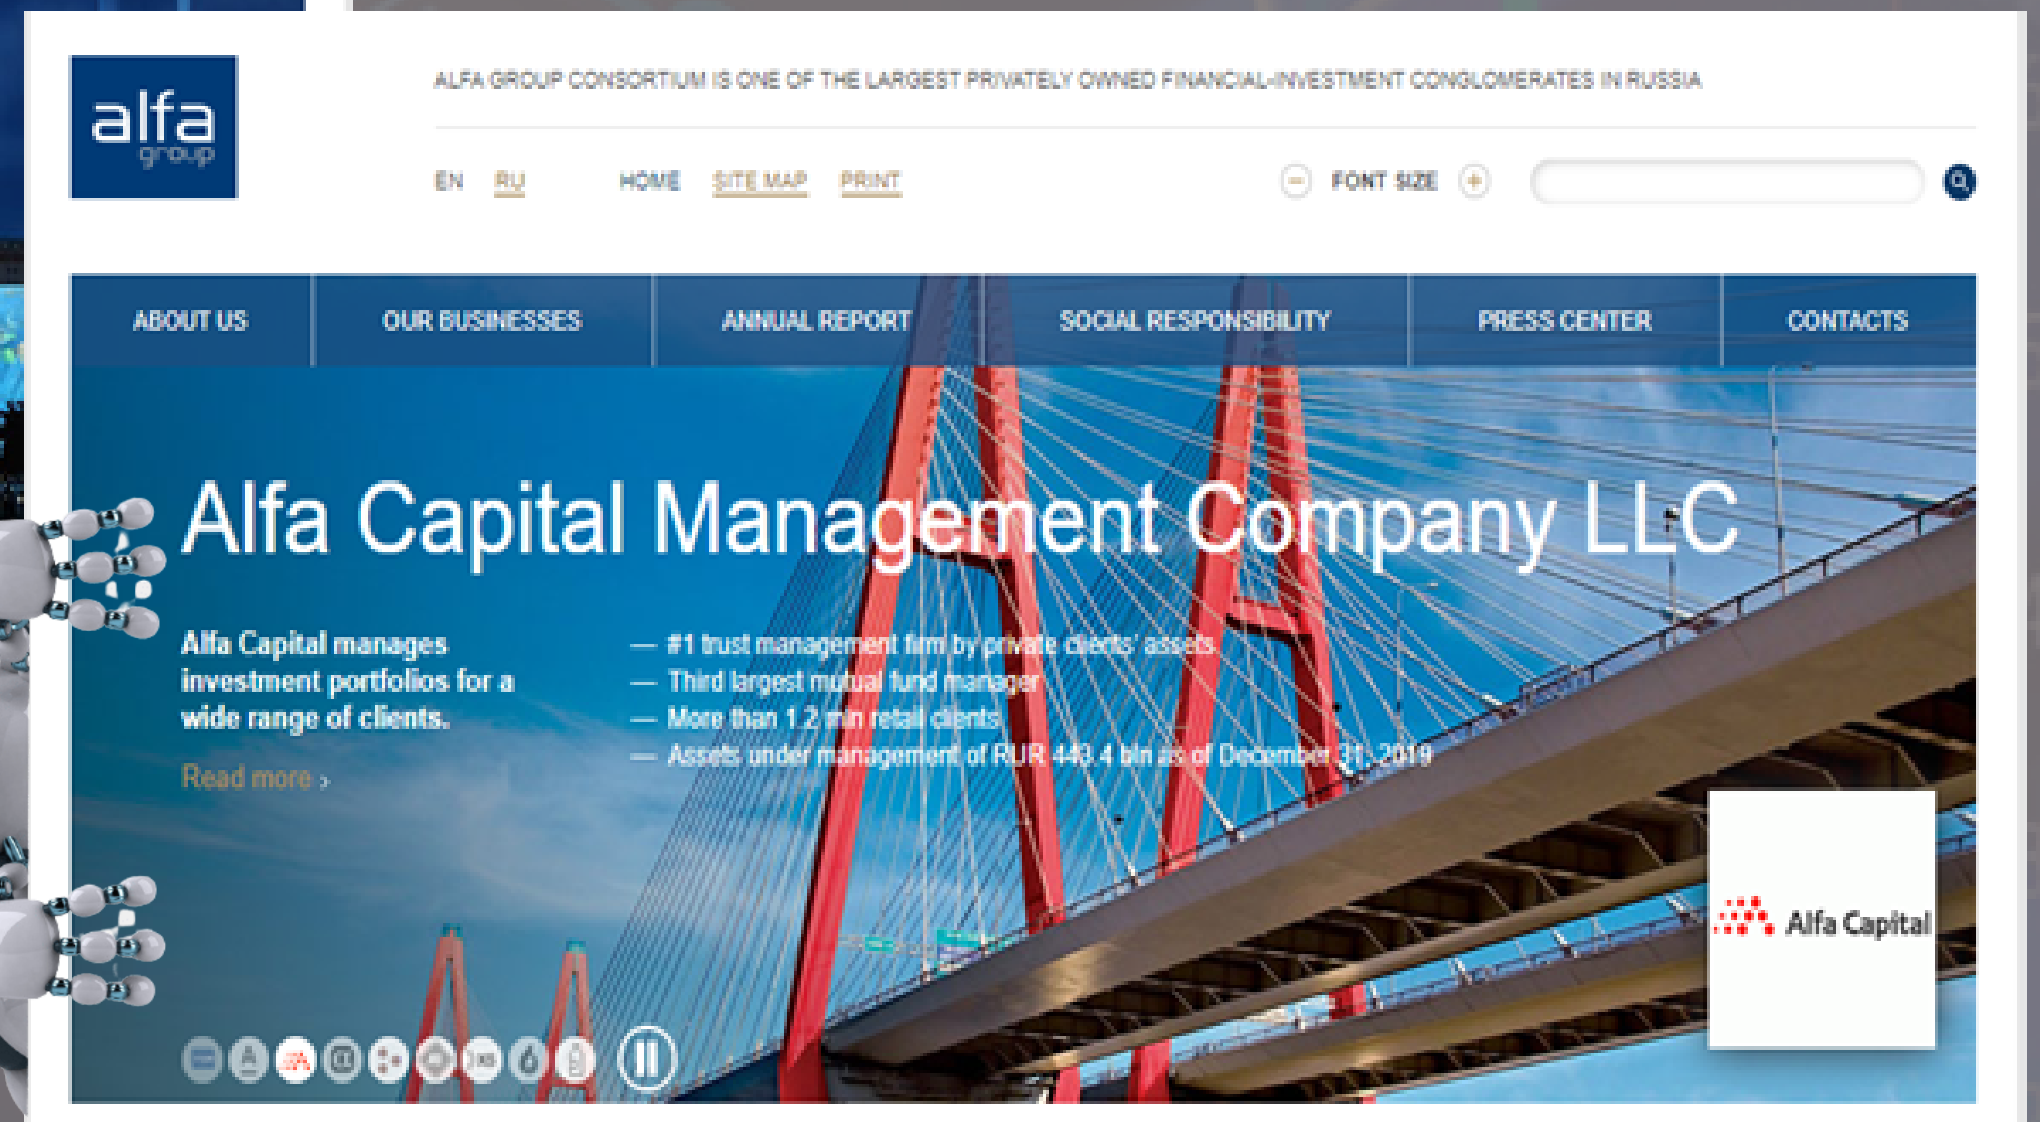 alfa
group
ALFA GROUP CONSORTIUM IS ONE OF THE LARGEST PRIVATELY OWNED FINANCIAL-INVESTMENT CONGLOMERATES IN RUSSIA
EN RU HOME SITE MAP PRINT FONT SIZE
ABOUT US OUR BUSINESSES ANNUAL REPORT SOCIAL RESPONSIBILITY PRESS CENTER CONTACTS
Alfa Capital Management Company LLC
Alfa Capital manages
investment portfolios for a
wide range of clients.
Read more ›
— #1 trust management firm by private clients' assets
— Third largest mutual fund manager
— More than 1.2 mln retail clients
— Assets under management of RUR 443.4 bln as of December 31, 2019
Alfa Capital